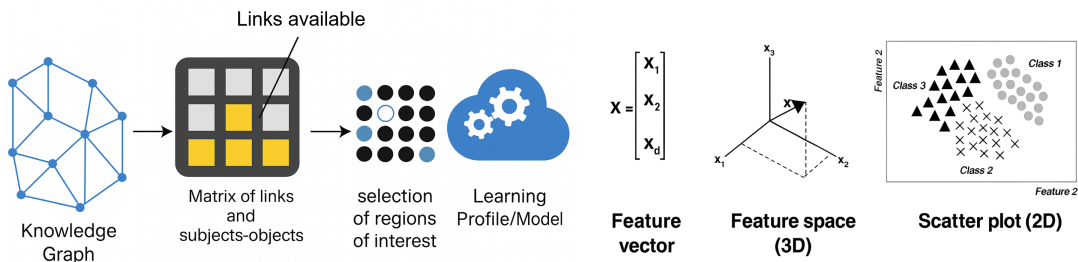 Links available
Knowledge
Graph
Matrix of links
and
subjects-objects
selection
of regions
of interest
Learning
Profile/Model
X =
X1
X2
Xd
Feature
vector
x3
x
x1
x2
Feature space
(3D)
Feature 2
Class 1
Class 3
Class 2
Feature 2
Scatter plot (2D)